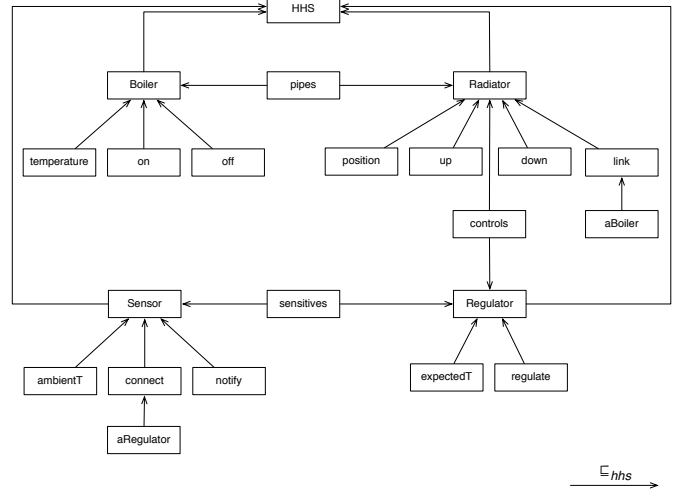 HHS
Boiler
pipes
Radiator
temperature
on
off
position
up
down
link
controls
aBoiler
Sensor
sensitives
Regulator
ambientT
connect
notify
expectedT
regulate
aRegulator
⊑hhs